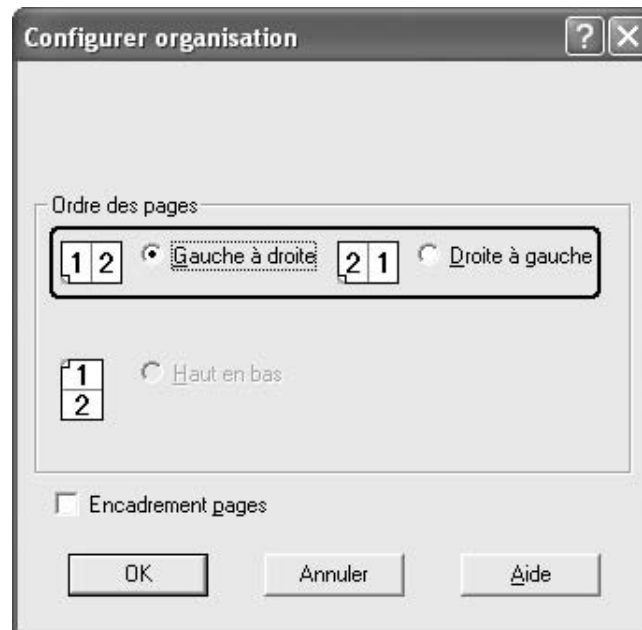 Configurer organisation
Ordre des pages
1 2 Gauche à droite 2 1 Droite à gauche
1
2 Haut en bas
Encadrement pages
OK Annuler Aide